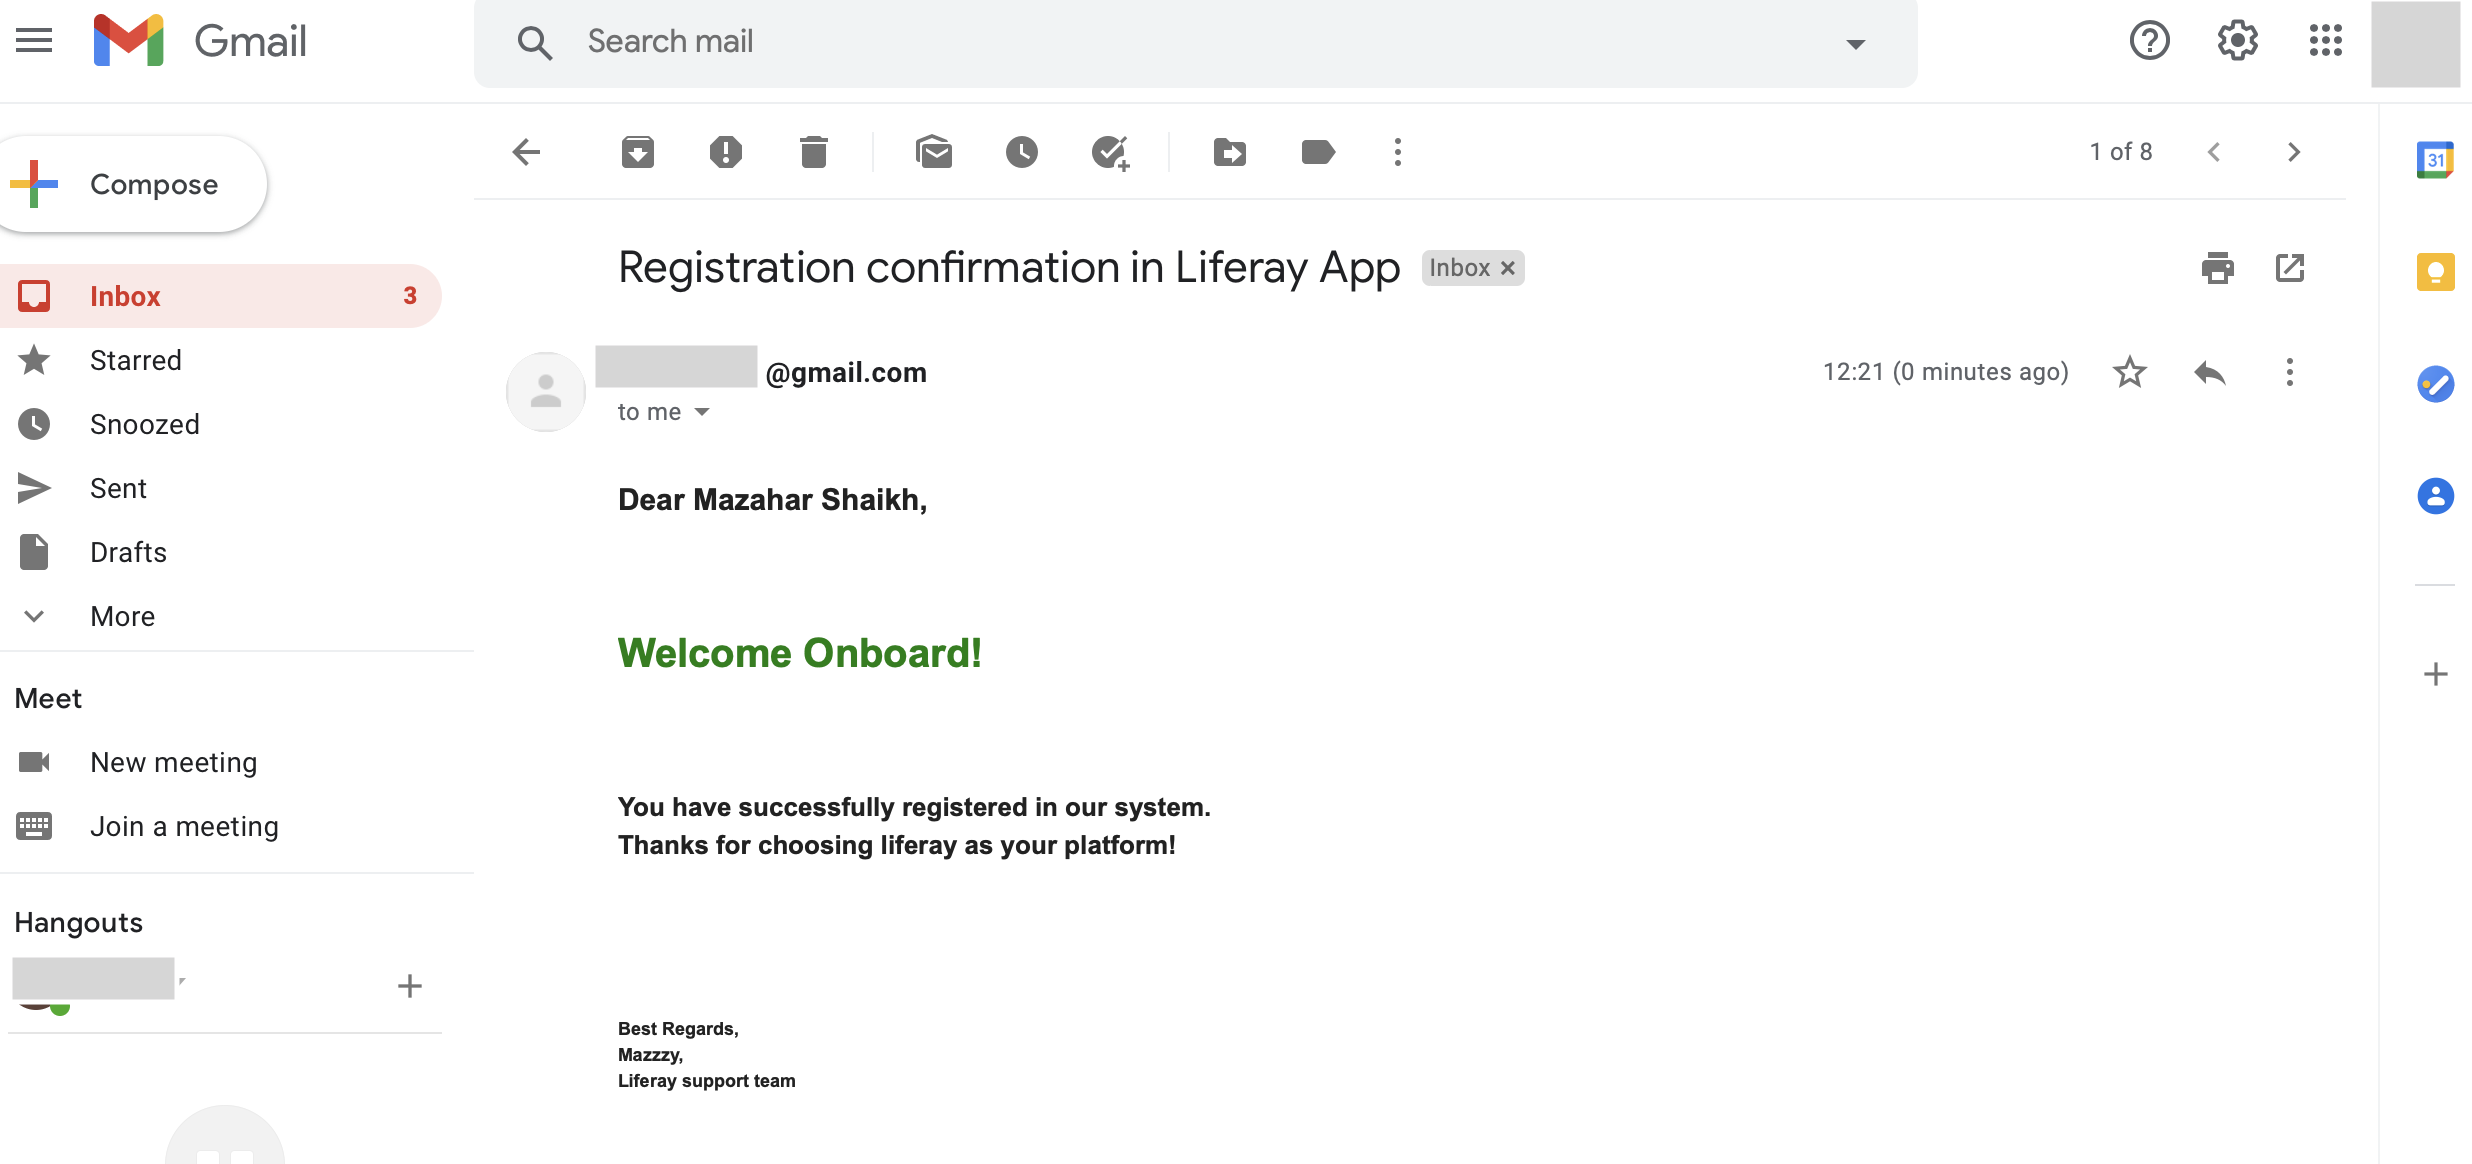 Gmail
Search mail
1 of 8
31
Compose
Inbox 3
Starred
Snoozed
Sent
Drafts
More
Meet
New meeting
Join a meeting
Hangouts
Registration confirmation in Liferay App Inbox ×
@gmail.com
12:21 (0 minutes ago)
to me
Dear Mazahar Shaikh,
Welcome Onboard!
You have successfully registered in our system.
Thanks for choosing liferay as your platform!
Best Regards,
Mazzzy,
Liferay support team